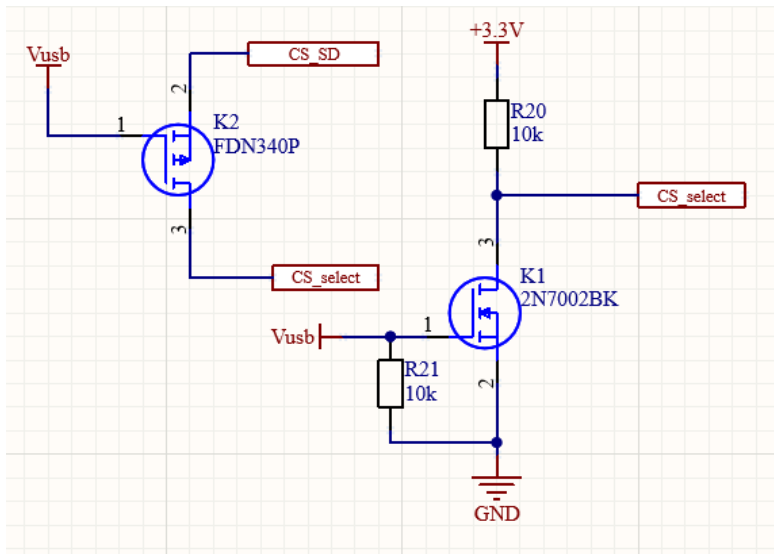 Vusb
CS_SD
2
1
K2
FDN340P
3
CS_select
+3.3V
R20
10k
CS_select
3
K1
2N7002BK
Vusb
1
R21
10k
2
GND